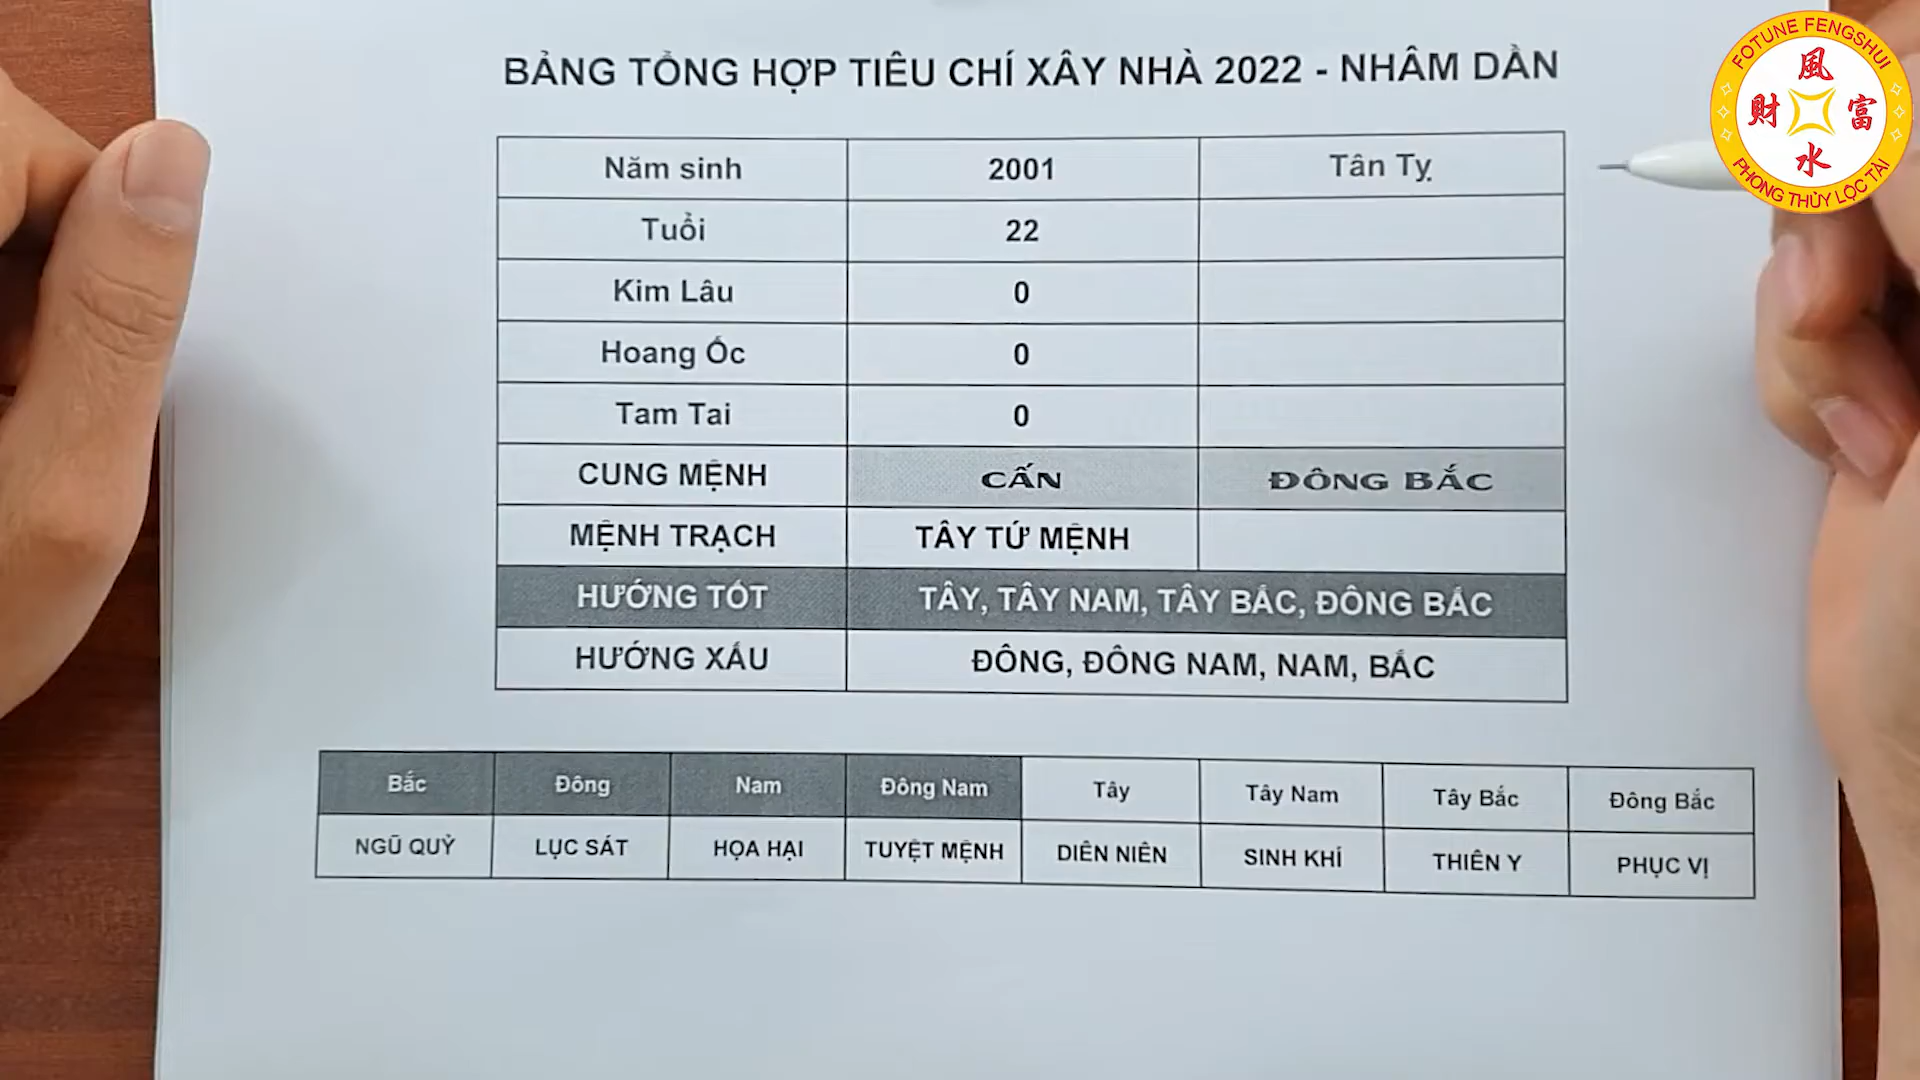 BẢNG TỔNG HỢP TIÊU CHÍ XÂY NHÀ 2022 - NHÂM DẦN
Năm sinh 2001 Tân Tỵ
Tuổi 22
Kim Lâu 0
Hoang Ốc 0
Tam Tai 0
CUNG MỆNH CẤN ĐÔNG BẮC
MỆNH TRẠCH TÂY TỨ MỆNH
HƯỚNG TỐT TÂY, TÂY NAM, TÂY BẮC, ĐÔNG BẮC
HƯỚNG XẤU ĐÔNG, ĐÔNG NAM, NAM, BẮC
Bắc Đông Nam Đông Nam Tây Tây Nam Tây Bắc Đông Bắc
NGŨ QUỶ LỤC SÁT HỌA HẠI TUYỆT MỆNH DIÊN NIÊN SINH KHÍ THIÊN Y PHỤC VỊ
FOTUNE FENGSHUI
風
財 富
水
PHONG THỦY LỘC TÀI